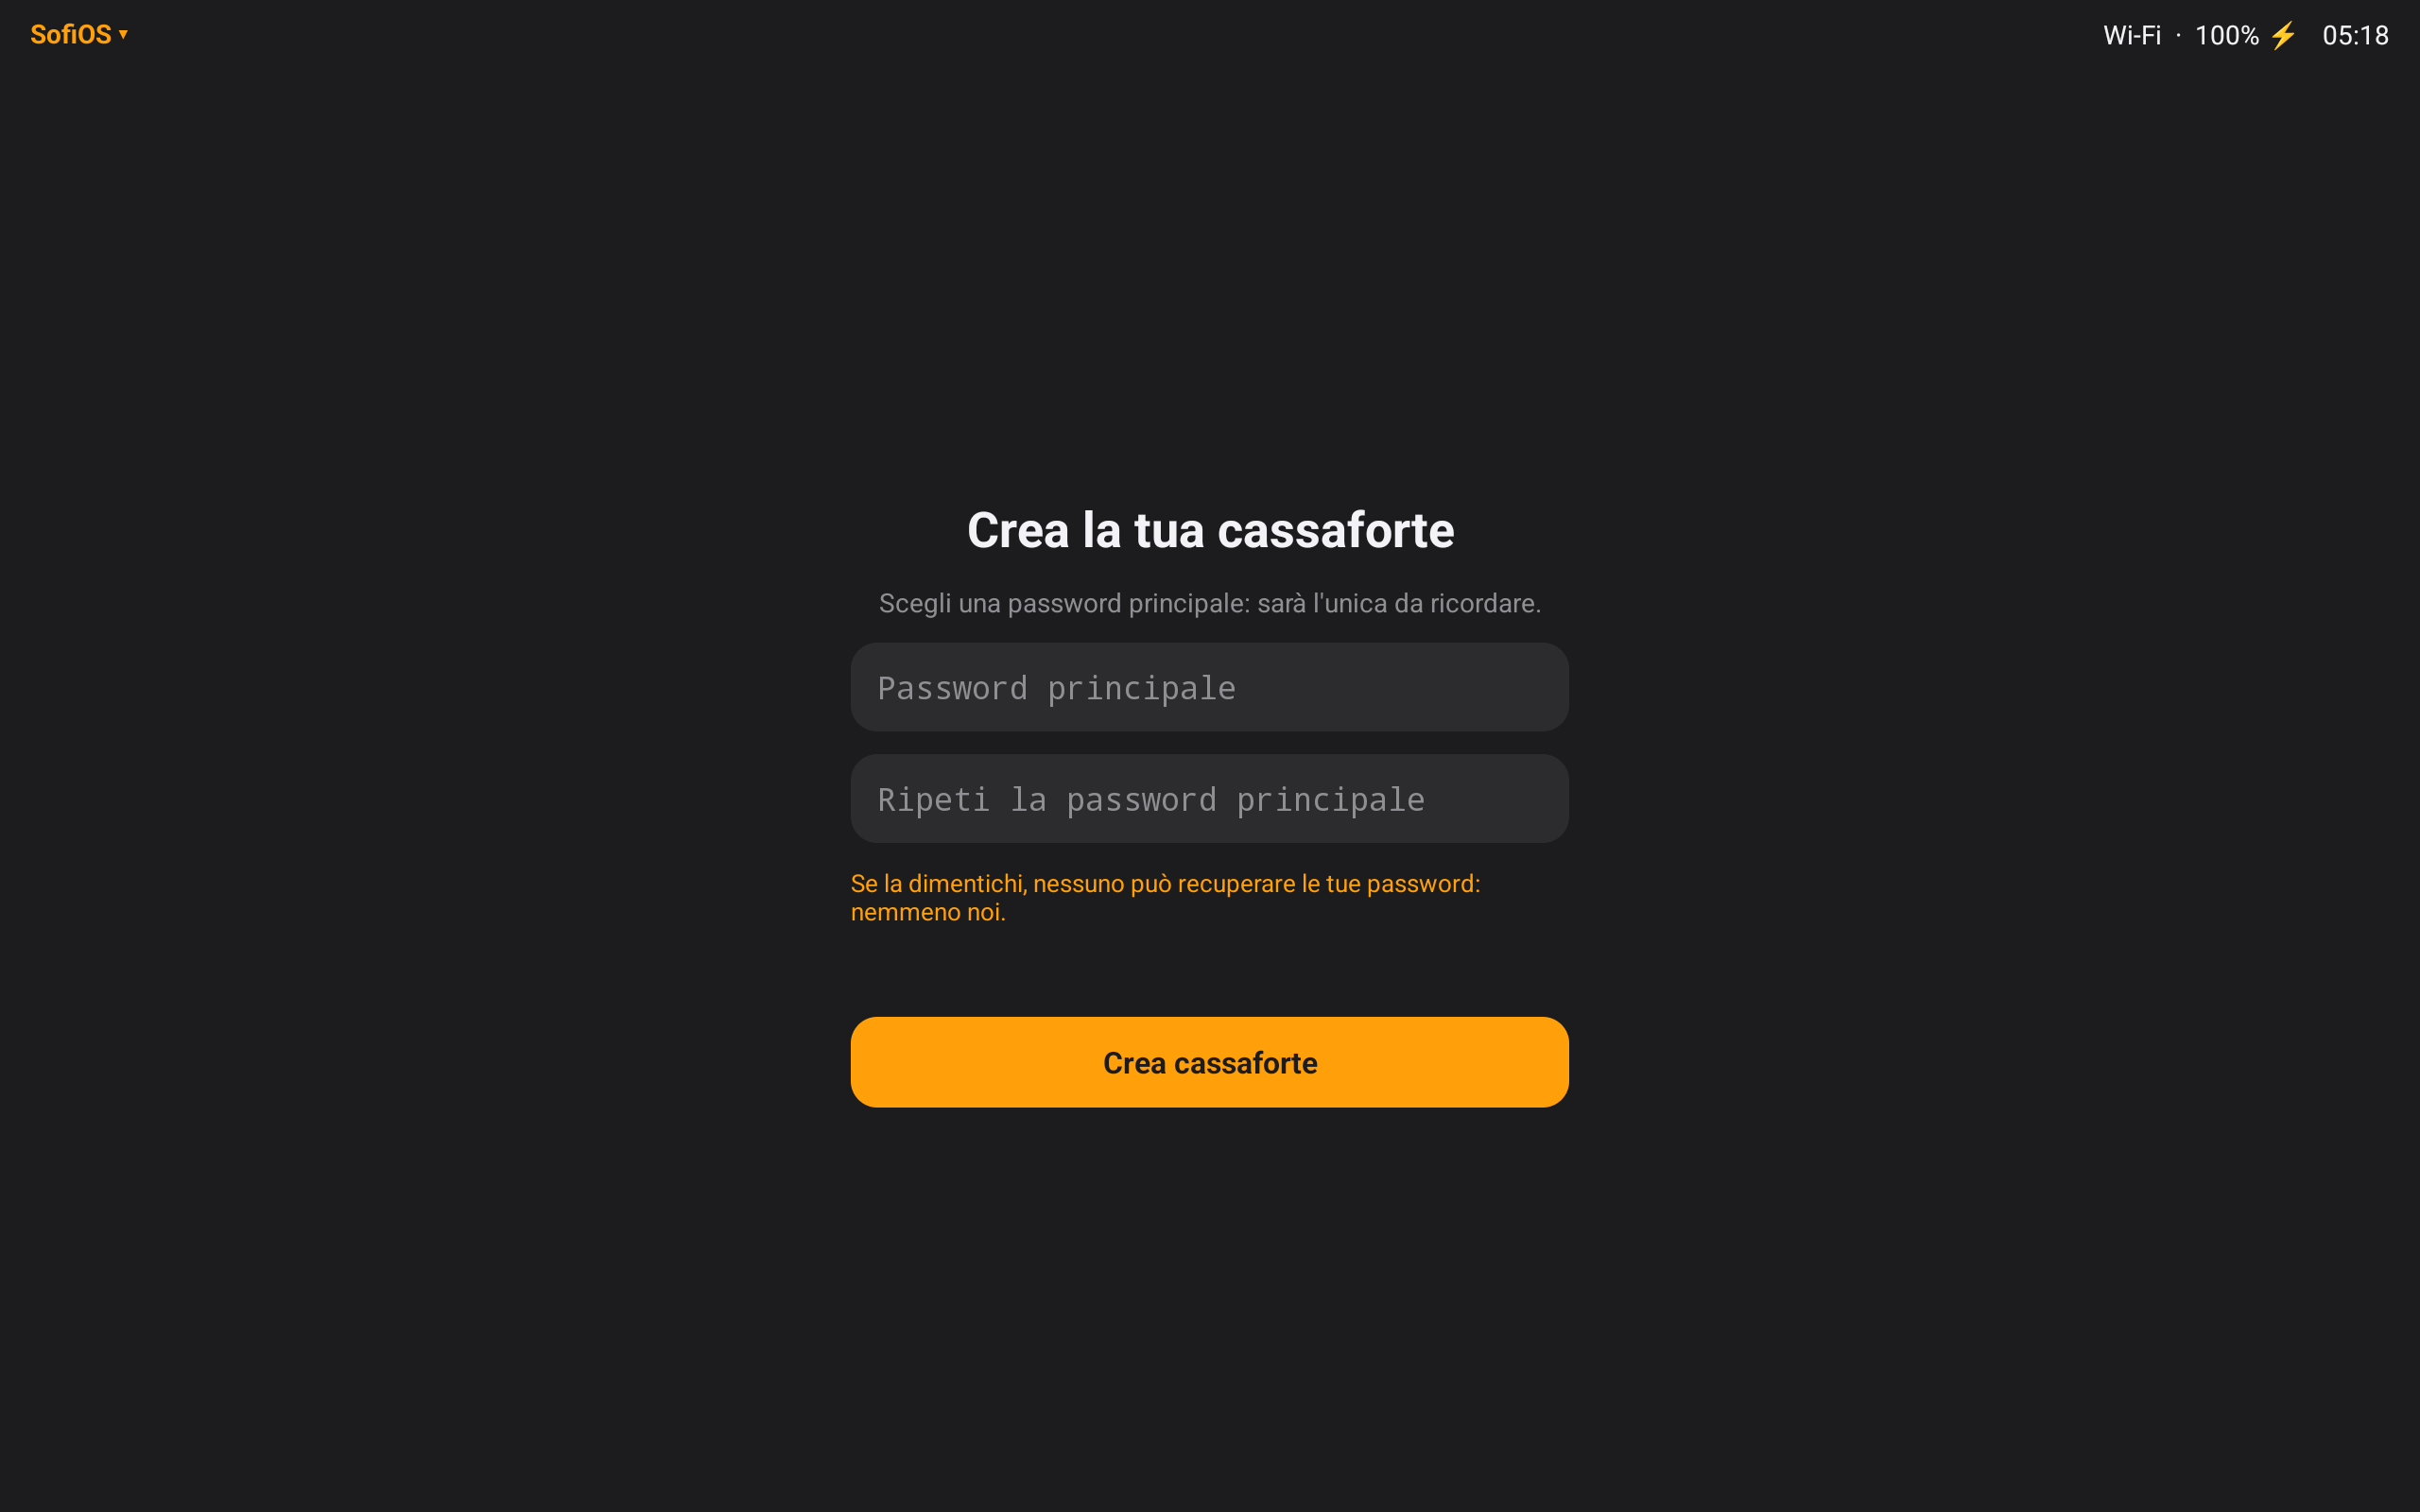 SofiOS ▾
Wi-Fi · 100% ⚡ 05:18
Crea la tua cassaforte
Scegli una password principale: sarà l'unica da ricordare.
Password principale
Ripeti la password principale
Se la dimentichi, nessuno può recuperare le tue password:
nemmeno noi.
Crea cassaforte